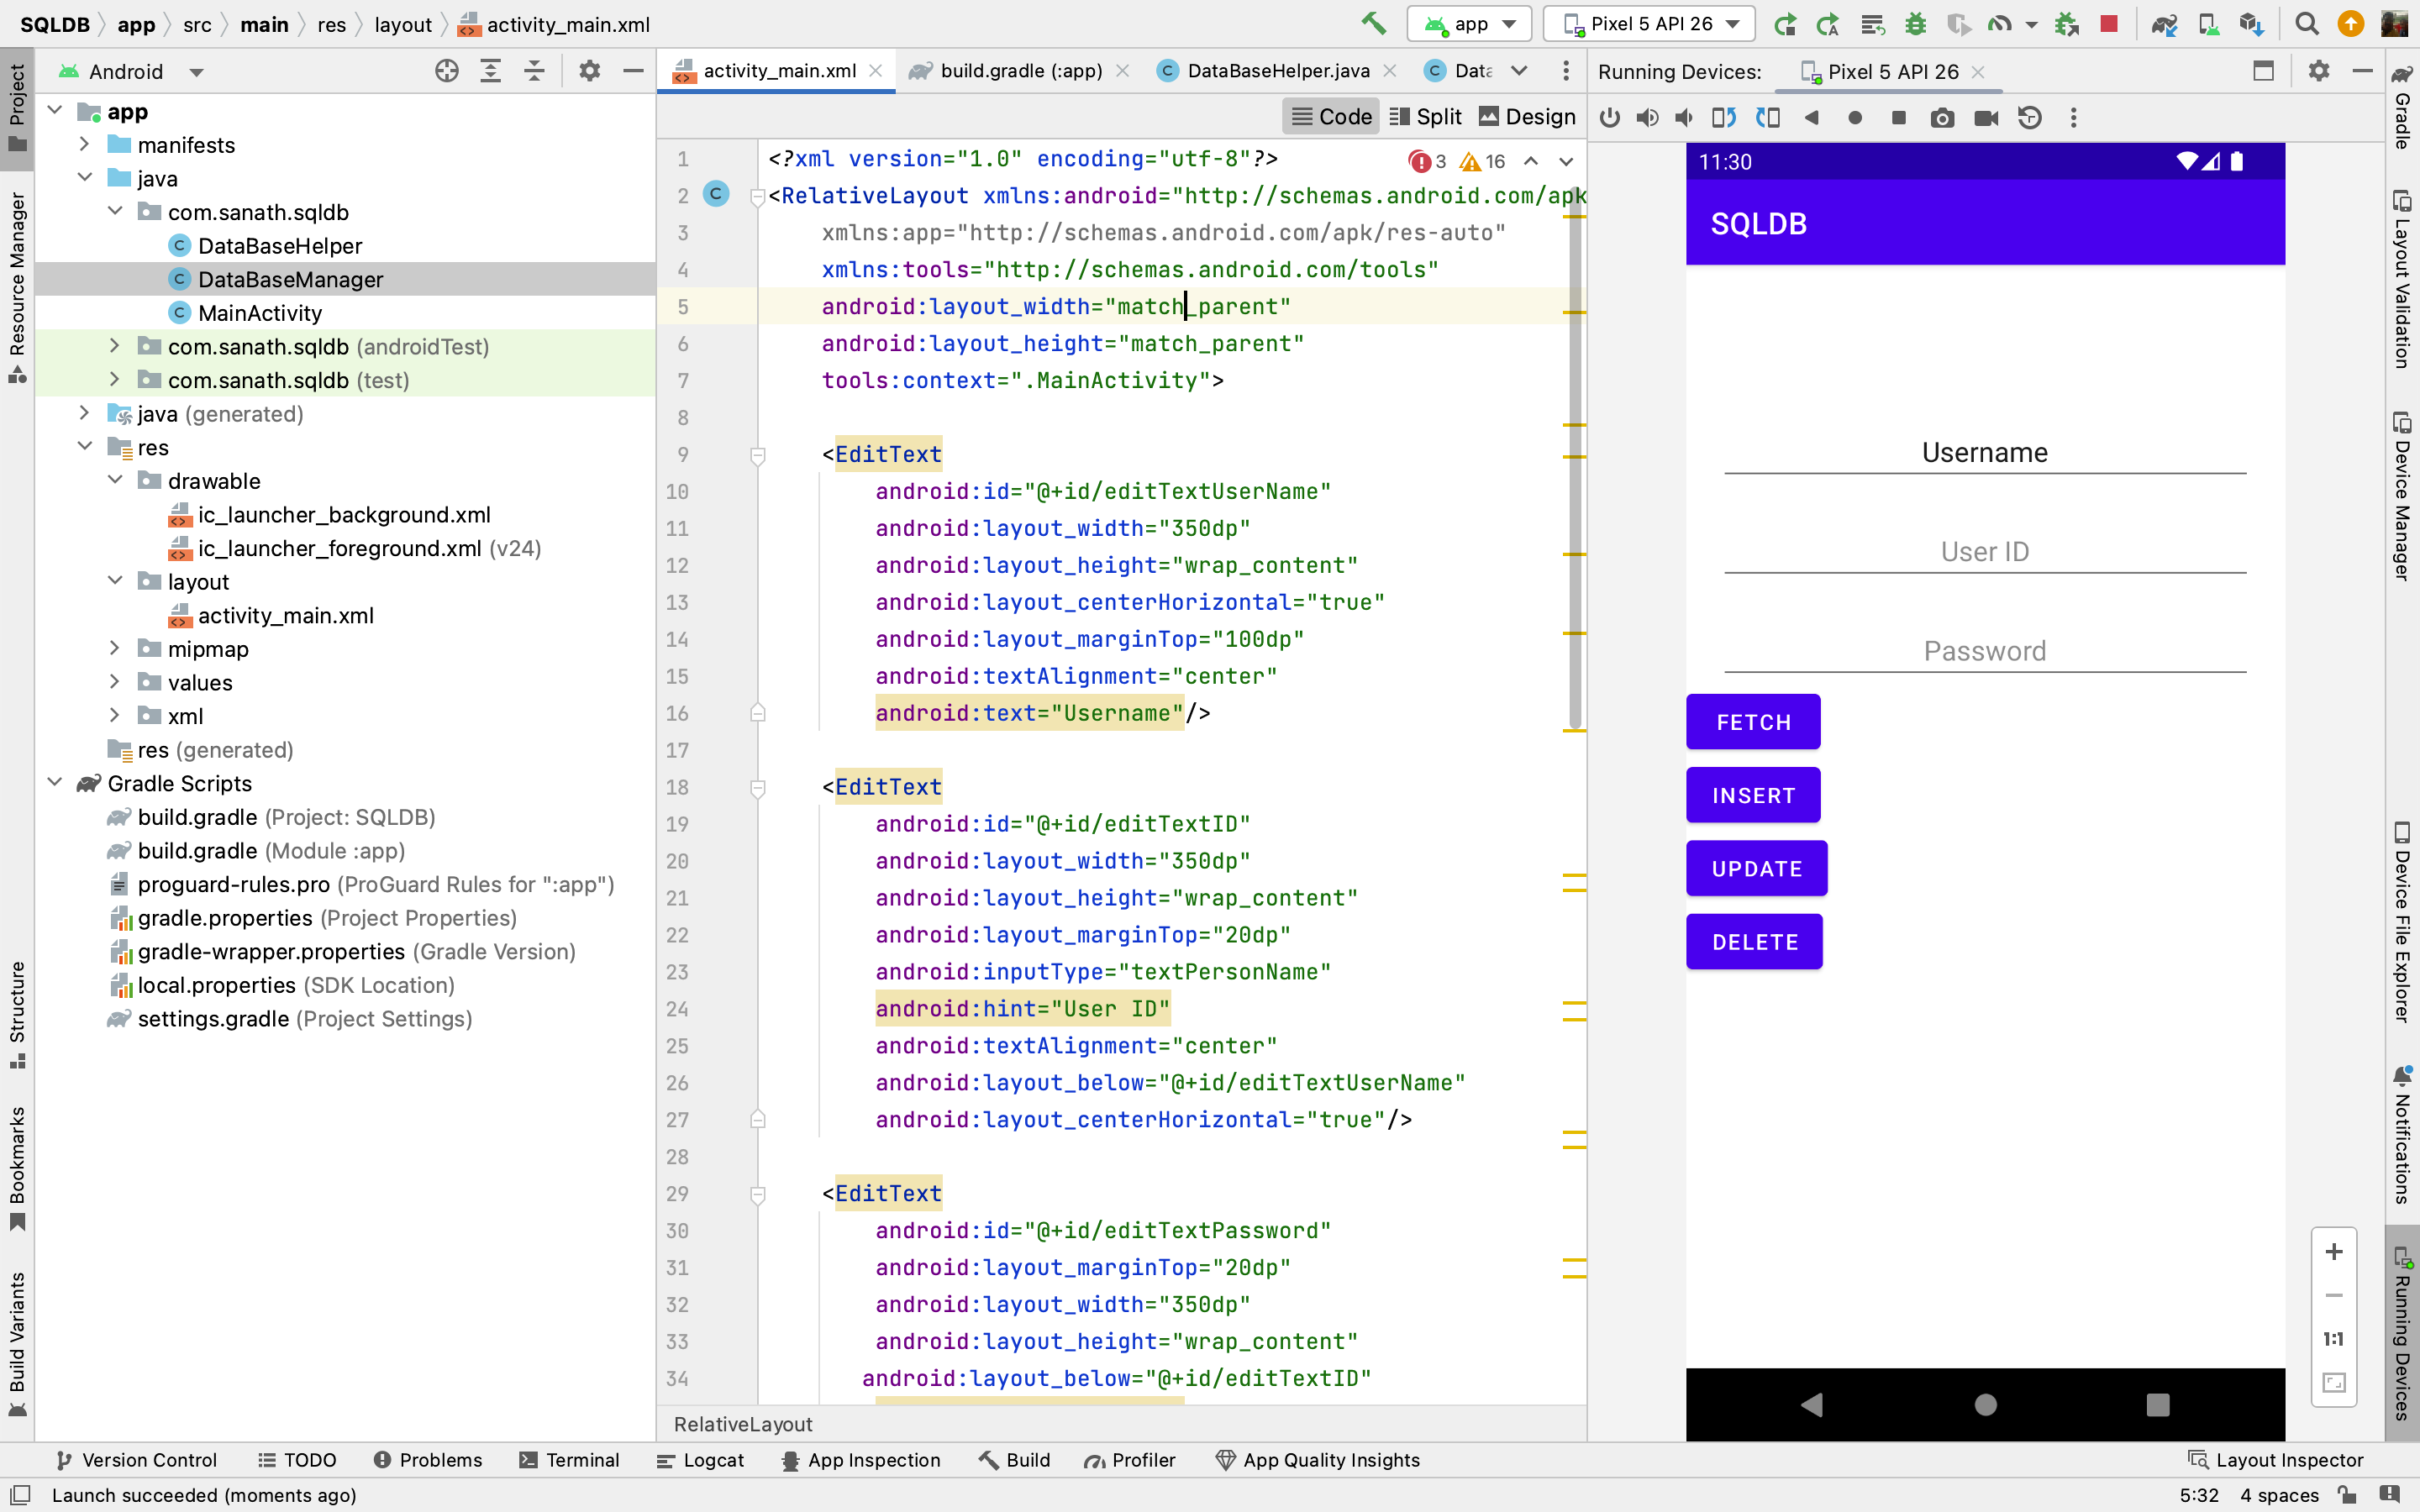 SQLDB app src main res layout activity_main.xml
app
Pixel 5 API 26
Project
Resource Manager
Structure
Bookmarks
Build Variants
Android
app
manifests
java
com.sanath.sqldb
DataBaseHelper
DataBaseManager
MainActivity
com.sanath.sqldb (androidTest)
com.sanath.sqldb (test)
java (generated)
res
drawable
ic_launcher_background.xml
ic_launcher_foreground.xml (v24)
layout
activity_main.xml
mipmap
values
xml
res (generated)
Gradle Scripts
build.gradle (Project: SQLDB)
build.gradle (Module :app)
proguard-rules.pro (ProGuard Rules for ":app")
gradle.properties (Project Properties)
gradle-wrapper.properties (Gradle Version)
local.properties (SDK Location)
settings.gradle (Project Settings)
activity_main.xml build.gradle (:app) DataBaseHelper.java
Code Split Design
3 16
1 <?xml version="1.0" encoding="utf-8"?>
2 <RelativeLayout xmlns:android="http://schemas.android.com/apk
3 xmlns:app="http://schemas.android.com/apk/res-auto"
4 xmlns:tools="http://schemas.android.com/tools"
5 android:layout_width="match_parent"
6 android:layout_height="match_parent"
7 tools:context=".MainActivity">
8
9 <EditText
10 android:id="@+id/editTextUserName"
11 android:layout_width="350dp"
12 android:layout_height="wrap_content"
13 android:layout_centerHorizontal="true"
14 android:layout_marginTop="100dp"
15 android:textAlignment="center"
16 android:text="Username"/>
17
18 <EditText
19 android:id="@+id/editTextID"
20 android:layout_width="350dp"
21 android:layout_height="wrap_content"
22 android:layout_marginTop="20dp"
23 android:inputType="textPersonName"
24 android:hint="User ID"
25 android:textAlignment="center"
26 android:layout_below="@+id/editTextUserName"
27 android:layout_centerHorizontal="true"/>
28
29 <EditText
30 android:id="@+id/editTextPassword"
31 android:layout_marginTop="20dp"
32 android:layout_width="350dp"
33 android:layout_height="wrap_content"
34 android:layout_below="@+id/editTextID"
RelativeLayout
Running Devices: Pixel 5 API 26
11:30
SQLDB
Username
User ID
Password
FETCH
INSERT
UPDATE
DELETE
1:1
Gradle
Layout Validation
Device Manager
Device File Explorer
Notifications
Running Devices
Version Control TODO Problems Terminal Logcat App Inspection Build Profiler App Quality Insights Layout Inspector
Launch succeeded (moments ago) 5:32 4 spaces